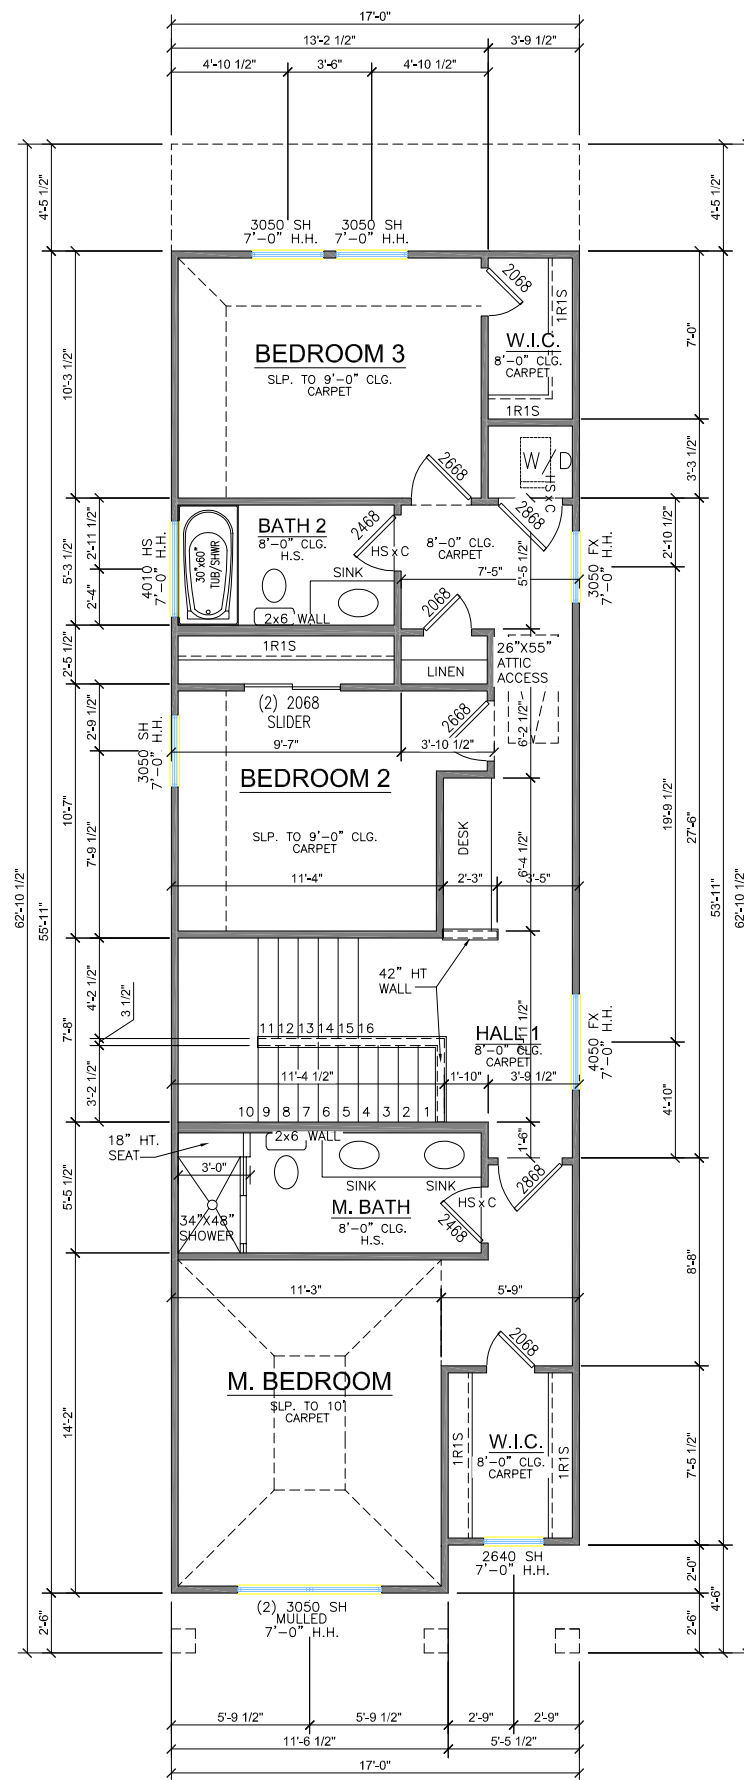 17'-0"
13'-2 1/2"
3'-9 1/2"
4'-10 1/2"
3'-6"
4'-10 1/2"
4'-5 1/2"
4'-5 1/2"
3050 SH
7'-0" H.H.
3050 SH
7'-0" H.H.
2068
1R1S
W.I.C.
8'-0" CLG.
CARPET
1R1S
BEDROOM 3
SLP. TO 9'-0" CLG.
CARPET
10'-3 1/2"
7'-0"
3'-3 1/2"
W/D
SH x C
2868
2668
2'-11 1/2"
5'-3 1/2"
2'-4"
4010 HS
7'-0" H.H.
30"x60"
TUB/SHWR
BATH 2
8'-0" CLG.
H.S.
2468
HS x C
SINK
2x6 WALL
8'-0" CLG.
CARPET
7'-5"
5'-5 1/2"
3050 FX
7'-0" H.H.
2'-10 1/2"
2068
LINEN
1R1S
2'-5 1/2"
26"X55"
ATTIC
ACCESS
(2) 2068
SLIDER
2668
9'-7"
3'-10 1/2"
6'-2 1/2"
2'-9 1/2"
3050 SH
7'-0" H.H.
BEDROOM 2
SLP. TO 9'-0" CLG.
CARPET
10'-7"
7'-9 1/2"
DESK
6'-4 1/2"
11'-4"
2'-3"
3'-5"
19'-9 1/2"
27'-6"
53'-11"
62'-10 1/2"
62'-10 1/2"
55'-11"
4'-2 1/2"
3 1/2"
7'-8"
3'-2 1/2"
42" HT
WALL
11 12 13 14 15 16
HALL 1
8'-0" CLG.
CARPET
4050 FX
7'-0" H.H.
11'-4 1/2"
1'-10"
3'-9 1/2"
4'-10"
10 9 8 7 6 5 4 3 2 1
1'-6"
18" HT.
SEAT
2x6 WALL
3'-0"
SINK
SINK
2868
5'-5 1/2"
M. BATH
8'-0" CLG.
H.S.
HS x C
2468
34"X48"
SHOWER
11'-3"
5'-9"
8'-8"
2068
M. BEDROOM
SLP. TO 10'
CARPET
14'-2"
1R1S
W.I.C.
8'-0" CLG.
CARPET
1R1S
7'-5 1/2"
2640 SH
7'-0" H.H.
2'-0"
4'-6"
2'-6"
2'-6"
(2) 3050 SH
MULLED
7'-0" H.H.
5'-9 1/2"
5'-9 1/2"
2'-9"
2'-9"
11'-6 1/2"
5'-5 1/2"
17'-0"